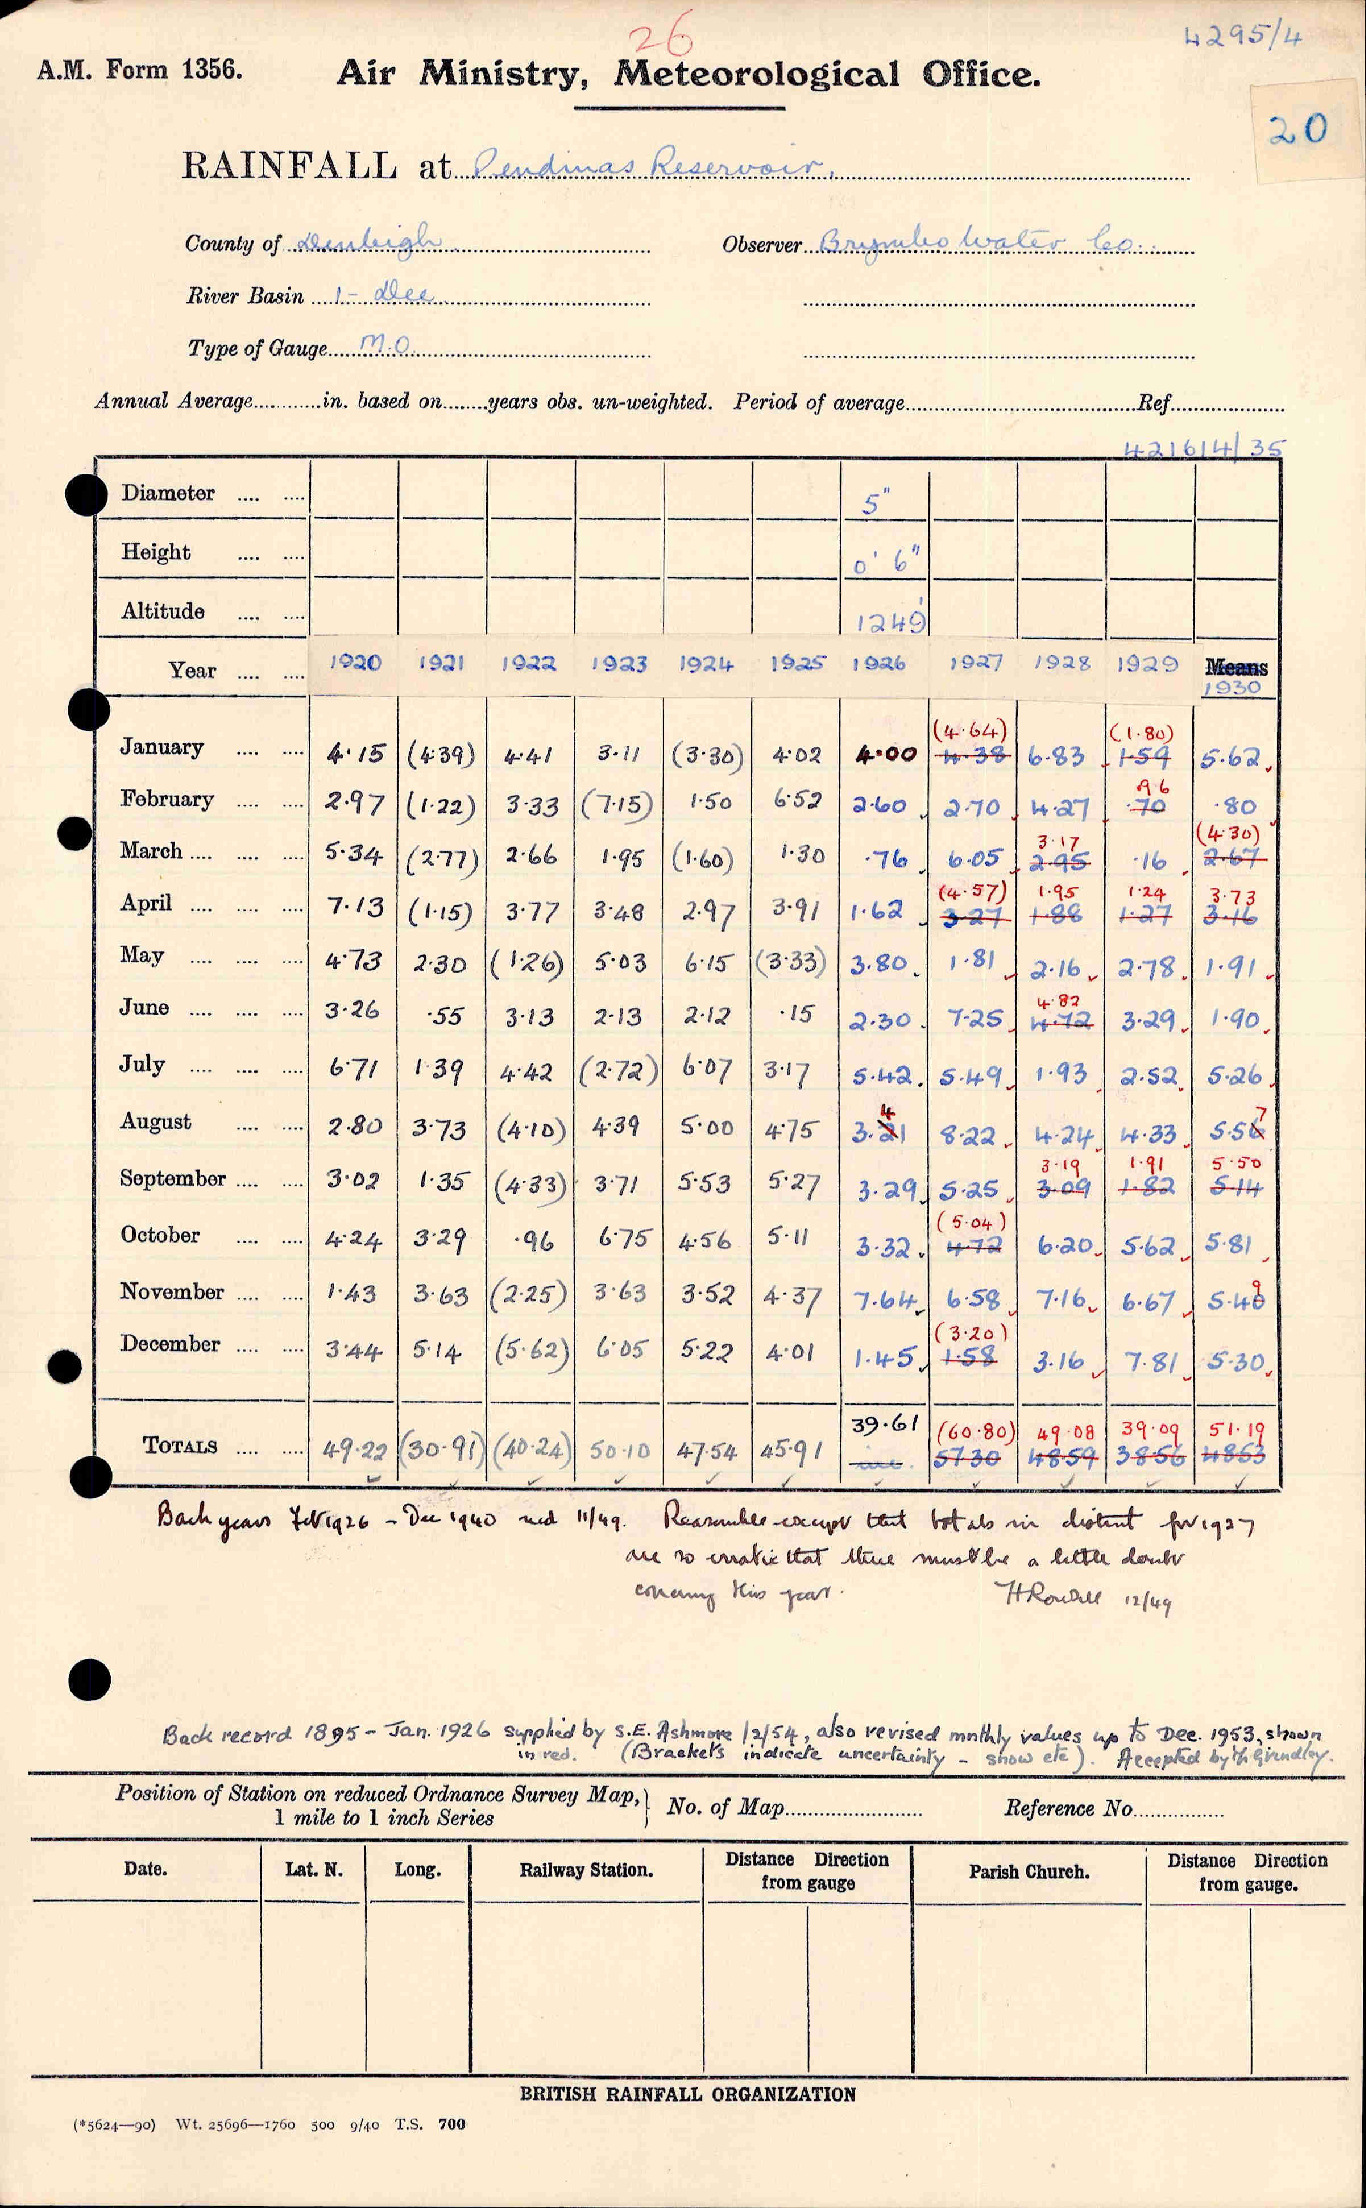 26
4295/4
A.M. Form 1356.
Air Ministry, Meteorological Office.
20
RAINFALL at Pendinas Reservoir.
County of Denbigh
Observer Brymbo Water Co.
River Basin 1 - Dee
Type of Gauge M.O.
Annual Average............in. based on........years obs. un-weighted. Period of average............Ref............
421614/35
Diameter .... .... 5"
Height .... .... 0' 6"
Altitude .... .... 1249'
Year .... .... 1920 1921 1922 1923 1924 1925 1926 1927 1928 1929 Means 1930
(4.64) (1.80)
January .... .... 4.15 (4.39) 4.41 3.11 (3.30) 4.02 4.00 4.38 6.83 1.59 5.62
.96
February .... .... 2.97 (1.22) 3.33 (7.15) 1.50 6.52 2.60 2.70 4.27 .70 .80
3.17 (4.30)
March .... .... .... 5.34 (2.77) 2.66 1.95 (1.60) 1.30 .76 6.05 2.95 .16 2.67
(4.57) 1.95 1.24 3.73
April .... .... .... 7.13 (1.15) 3.77 3.48 2.97 3.91 1.62 3.27 1.88 1.27 3.16
May .... .... .... 4.73 2.30 (1.26) 5.03 6.15 (3.33) 3.80 1.81 2.16 2.78 1.91
4.82
June .... .... .... 3.26 .55 3.13 2.13 2.12 .15 2.30 7.25 4.72 3.29 1.90
July .... .... .... 6.71 1.39 4.42 (2.72) 6.07 3.17 5.42 5.49 1.93 2.52 5.26
4 7
August .... .... 2.80 3.73 (4.10) 4.39 5.00 4.75 3.21 8.22 4.24 4.33 5.56
3.19 1.91 5.50
September .... .... 3.02 1.35 (4.33) 3.71 5.53 5.27 3.29 5.25 3.09 1.82 5.14
(5.04)
October .... .... 4.24 3.29 .96 6.75 4.56 5.11 3.32 4.72 6.20 5.62 5.81
9
November .... .... 1.43 3.63 (2.25) 3.63 3.52 4.37 7.64 6.58 7.16 6.67 5.40
(3.20)
December .... .... 3.44 5.14 (5.62) 6.05 5.22 4.01 1.45 1.58 3.16 7.81 5.30
39.61 (60.80) 49.08 39.09 51.19
TOTALS .... .... 49.22 (30.91) (40.24) 50.10 47.54 45.91 inc. 57.30 48.59 38.56 48.63
Back years Feb 1926 - Dec 1940 recd 11/49. Reasonable except that totals in district for 1927
are so erratic that there must be a little doubt
concerning this year. 12/49
Back record 1895 - Jan. 1926 supplied by S.E. Ashmore 12/54, also revised mnthly values up to Dec. 1953, shown
in red. (Brackets indicate uncertainty - snow etc). Accepted by Grindley.
Position of Station on reduced Ordnance Survey Map,
1 mile to 1 inch Series
No. of Map............
Reference No............
Date. Lat. N. Long. Railway Station. Distance Direction from gauge Parish Church. Distance Direction from gauge.
BRITISH RAINFALL ORGANIZATION
(*5624—90) Wt. 25696—1760 500 9/40 T.S. 700